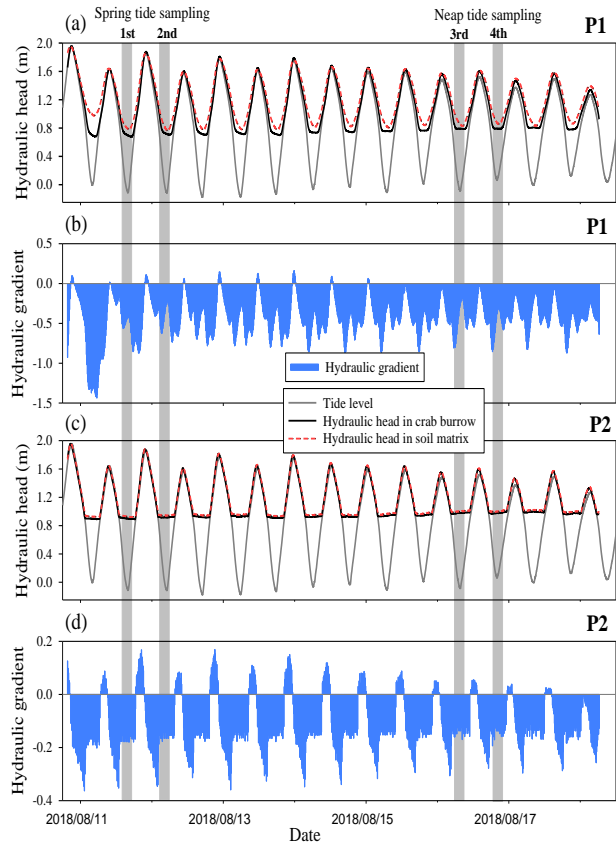 Spring tide sampling
Neap tide sampling
(a)
1st
2nd
3rd
4th
P1
Hydraulic head (m)
2.0
1.6
1.2
0.8
0.4
0.0
(b)
P1
Hydraulic gradient
0.5
0.0
-0.5
-1.0
-1.5
Hydraulic gradient
Tide level
Hydraulic head in crab burrow
Hydraulic head in soil matrix
(c)
P2
Hydraulic head (m)
2.0
1.6
1.2
0.8
0.4
0.0
(d)
P2
Hydraulic gradient
0.2
0.0
-0.2
-0.4
2018/08/11
2018/08/13
2018/08/15
2018/08/17
Date